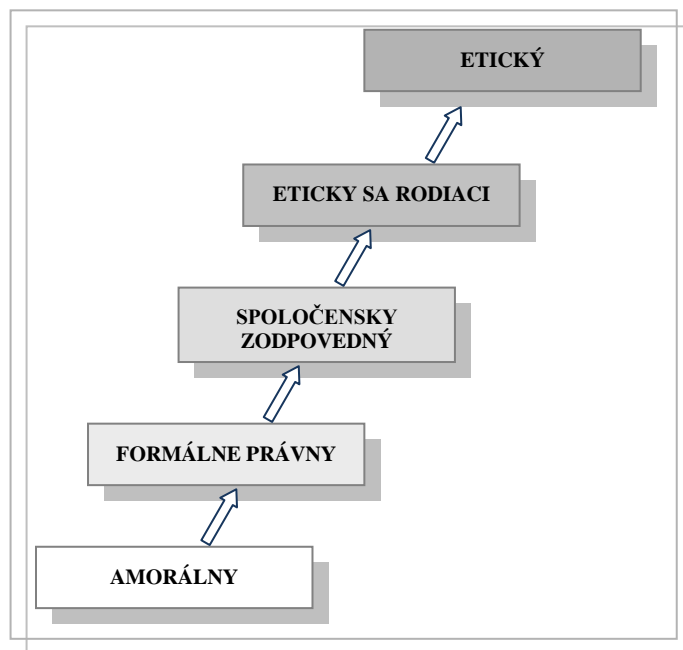 ETICKÝ
ETICKY SA RODIACI
SPOLOČENSKY
ZODPOVEDNÝ
FORMÁLNE PRÁVNY
AMORÁLNY